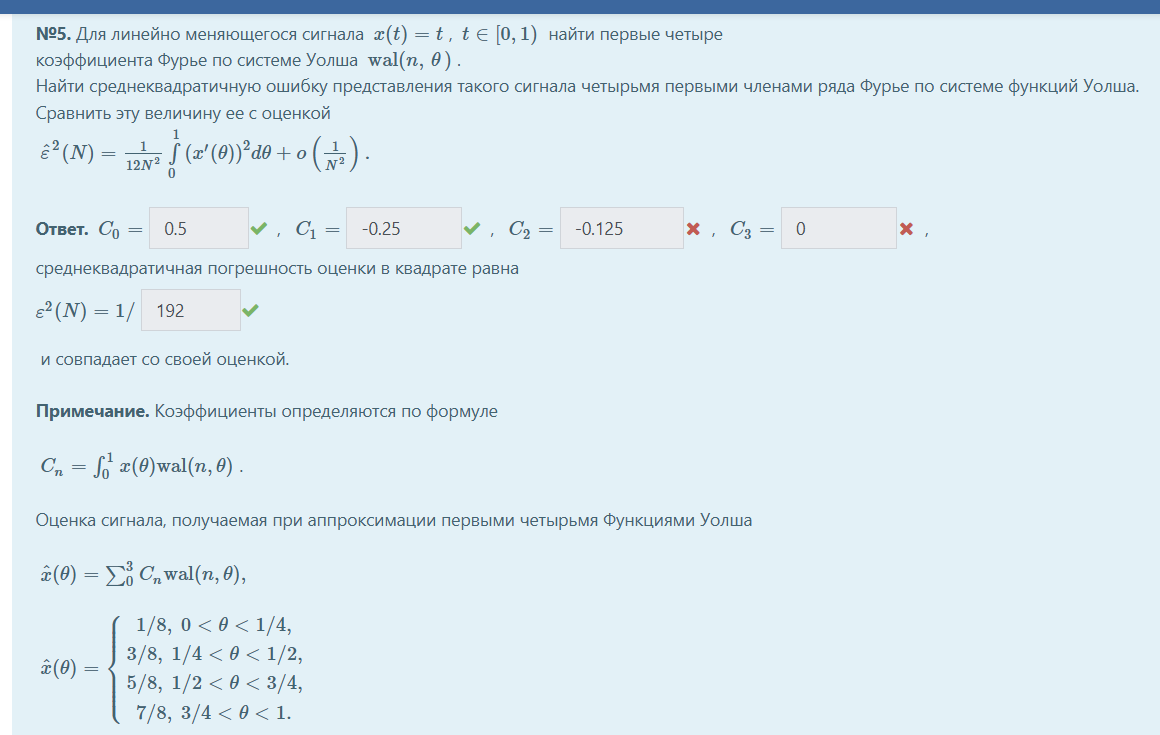 №5. Для линейно меняющегося сигнала x(t) = t , t ∈ [0, 1) найти первые четыре
коэффициента Фурье по системе Уолша wal(n, θ) .
Найти среднеквадратичную ошибку представления такого сигнала четырьмя первыми членами ряда Фурье по системе функций Уолша.
Сравнить эту величину ее с оценкой
ε̂²(N) = 1/(12N²) ∫₀¹ (x′(θ))²dθ + o(1/N²) .
Ответ. C₀ = 0.5 ✔ , C₁ = -0.25 ✔ , C₂ = -0.125 ✖ , C₃ = 0 ✖ ,
среднеквадратичная погрешность оценки в квадрате равна
ε²(N) = 1/ 192 ✔
и совпадает со своей оценкой.
Примечание. Коэффициенты определяются по формуле
Cₙ = ∫₀¹ x(θ)wal(n, θ) .
Оценка сигнала, получаемая при аппроксимации первыми четырьмя Функциями Уолша
x̂(θ) = ∑₀³ Cₙwal(n, θ),
x̂(θ) = {
1/8, 0 < θ < 1/4,
3/8, 1/4 < θ < 1/2,
5/8, 1/2 < θ < 3/4,
7/8, 3/4 < θ < 1.